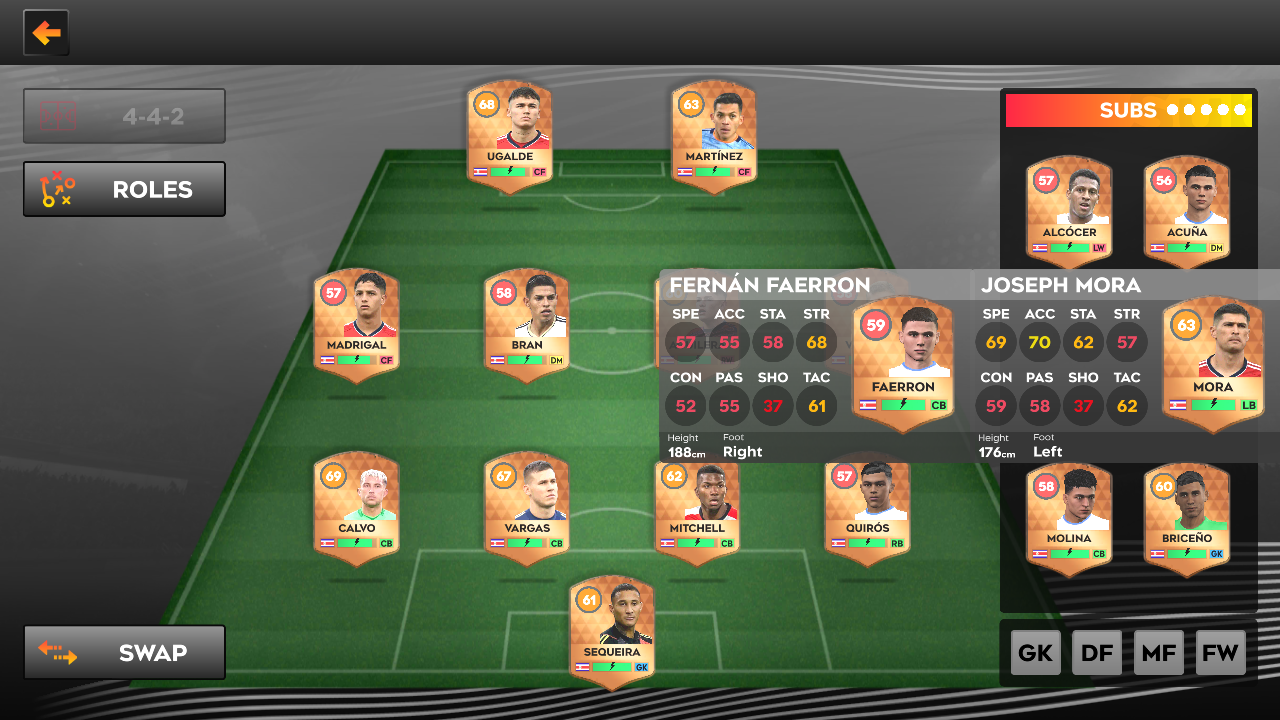 4-4-2
ROLES
SWAP
68
UGALDE
CF
63
MARTÍNEZ
CF
57
MADRIGAL
CF
58
BRAN
DM
69
CALVO
CB
67
VARGAS
CB
62
MITCHELL
CB
57
QUIRÓS
RB
61
SEQUEIRA
GK
SUBS
57
ALCÓCER
LW
56
ACUÑA
DM
FERNÁN FAERRON
SPE ACC STA STR
57 55 58 68
CON PAS SHO TAC
52 55 37 61
Height Foot
188cm Right
59
FAERRON
CB
JOSEPH MORA
SPE ACC STA STR
69 70 62 57
CON PAS SHO TAC
59 58 37 62
Height Foot
176cm Left
63
MORA
LB
58
MOLINA
CB
60
BRICEÑO
GK
GK DF MF FW